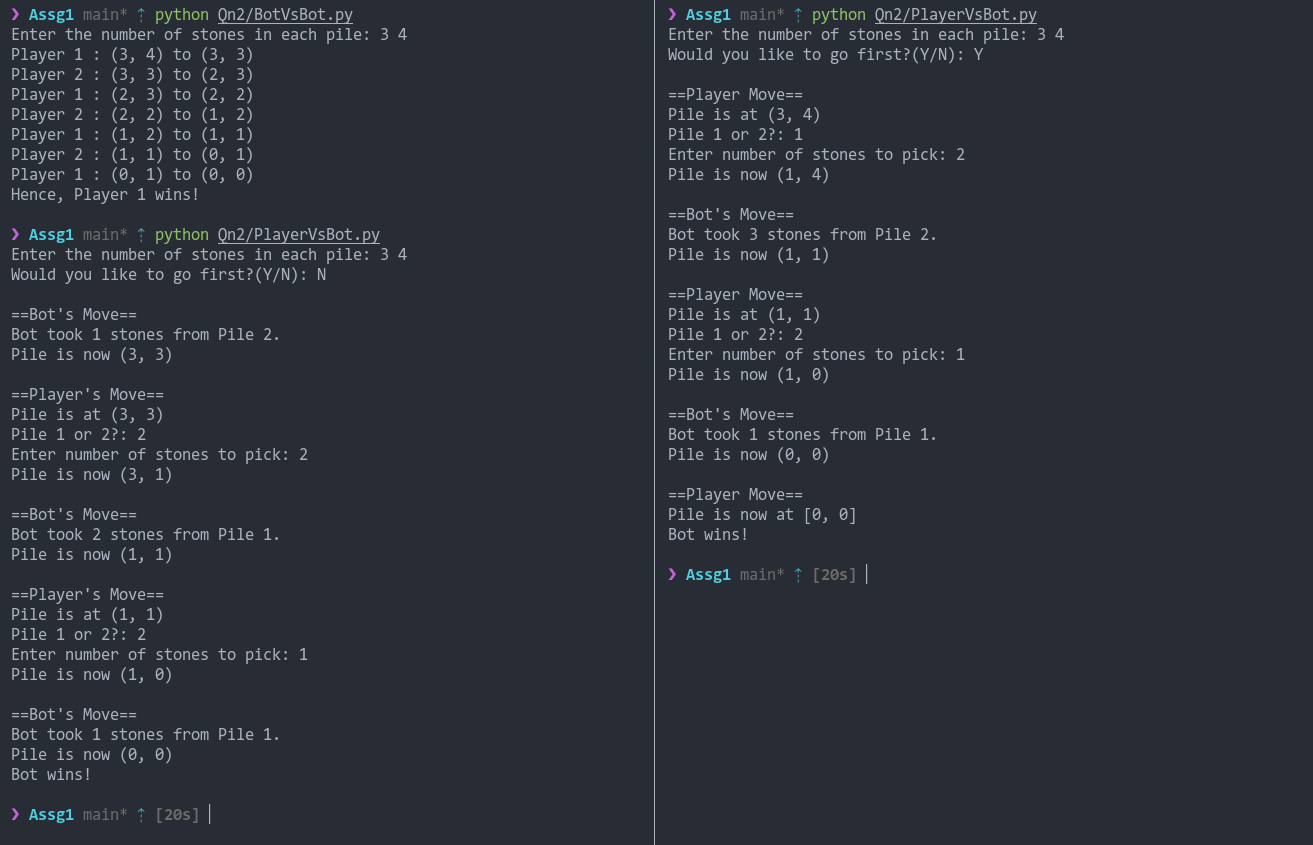 ❯ Assg1 main* ⇡ python Qn2/BotVsBot.py
Enter the number of stones in each pile: 3 4
Player 1 : (3, 4) to (3, 3)
Player 2 : (3, 3) to (2, 3)
Player 1 : (2, 3) to (2, 2)
Player 2 : (2, 2) to (1, 2)
Player 1 : (1, 2) to (1, 1)
Player 2 : (1, 1) to (0, 1)
Player 1 : (0, 1) to (0, 0)
Hence, Player 1 wins!
❯ Assg1 main* ⇡ python Qn2/PlayerVsBot.py
Enter the number of stones in each pile: 3 4
Would you like to go first?(Y/N): N
==Bot's Move==
Bot took 1 stones from Pile 2.
Pile is now (3, 3)
==Player's Move==
Pile is at (3, 3)
Pile 1 or 2?: 2
Enter number of stones to pick: 2
Pile is now (3, 1)
==Bot's Move==
Bot took 2 stones from Pile 1.
Pile is now (1, 1)
==Player's Move==
Pile is at (1, 1)
Pile 1 or 2?: 2
Enter number of stones to pick: 1
Pile is now (1, 0)
==Bot's Move==
Bot took 1 stones from Pile 1.
Pile is now (0, 0)
Bot wins!
❯ Assg1 main* ⇡ [20s]
❯ Assg1 main* ⇡ python Qn2/PlayerVsBot.py
Enter the number of stones in each pile: 3 4
Would you like to go first?(Y/N): Y
==Player Move==
Pile is at (3, 4)
Pile 1 or 2?: 1
Enter number of stones to pick: 2
Pile is now (1, 4)
==Bot's Move==
Bot took 3 stones from Pile 2.
Pile is now (1, 1)
==Player Move==
Pile is at (1, 1)
Pile 1 or 2?: 2
Enter number of stones to pick: 1
Pile is now (1, 0)
==Bot's Move==
Bot took 1 stones from Pile 1.
Pile is now (0, 0)
==Player Move==
Pile is now at [0, 0]
Bot wins!
❯ Assg1 main* ⇡ [20s]